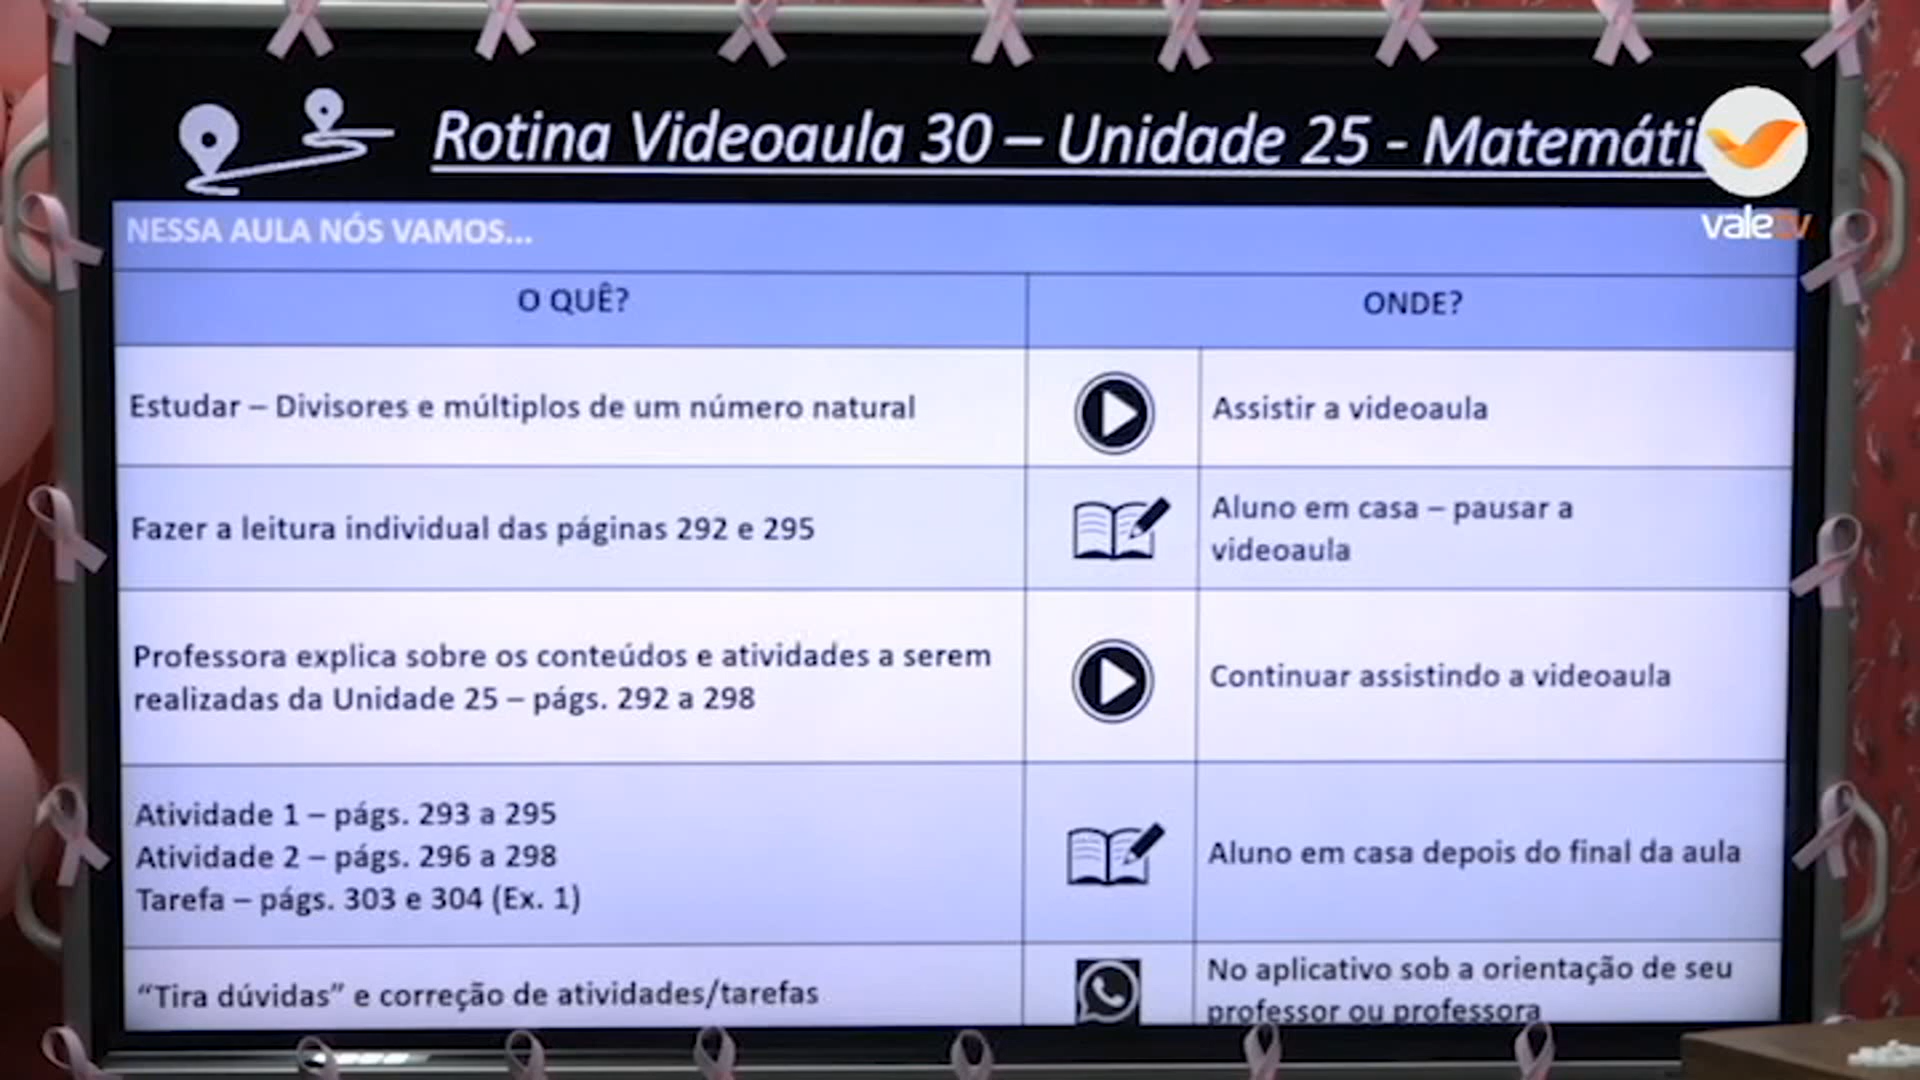 Rotina Videoaula 30 – Unidade 25 - Matemáti
valetv
NESSA AULA NÓS VAMOS...
O QUÊ?
ONDE?
Estudar – Divisores e múltiplos de um número natural
Assistir a videoaula
Fazer a leitura individual das páginas 292 e 295
Aluno em casa – pausar a
videoaula
Professora explica sobre os conteúdos e atividades a serem
realizadas da Unidade 25 – págs. 292 a 298
Continuar assistindo a videoaula
Atividade 1 – págs. 293 a 295
Atividade 2 – págs. 296 a 298
Tarefa – págs. 303 e 304 (Ex. 1)
Aluno em casa depois do final da aula
“Tira dúvidas” e correção de atividades/tarefas
No aplicativo sob a orientação de seu
professor ou professora